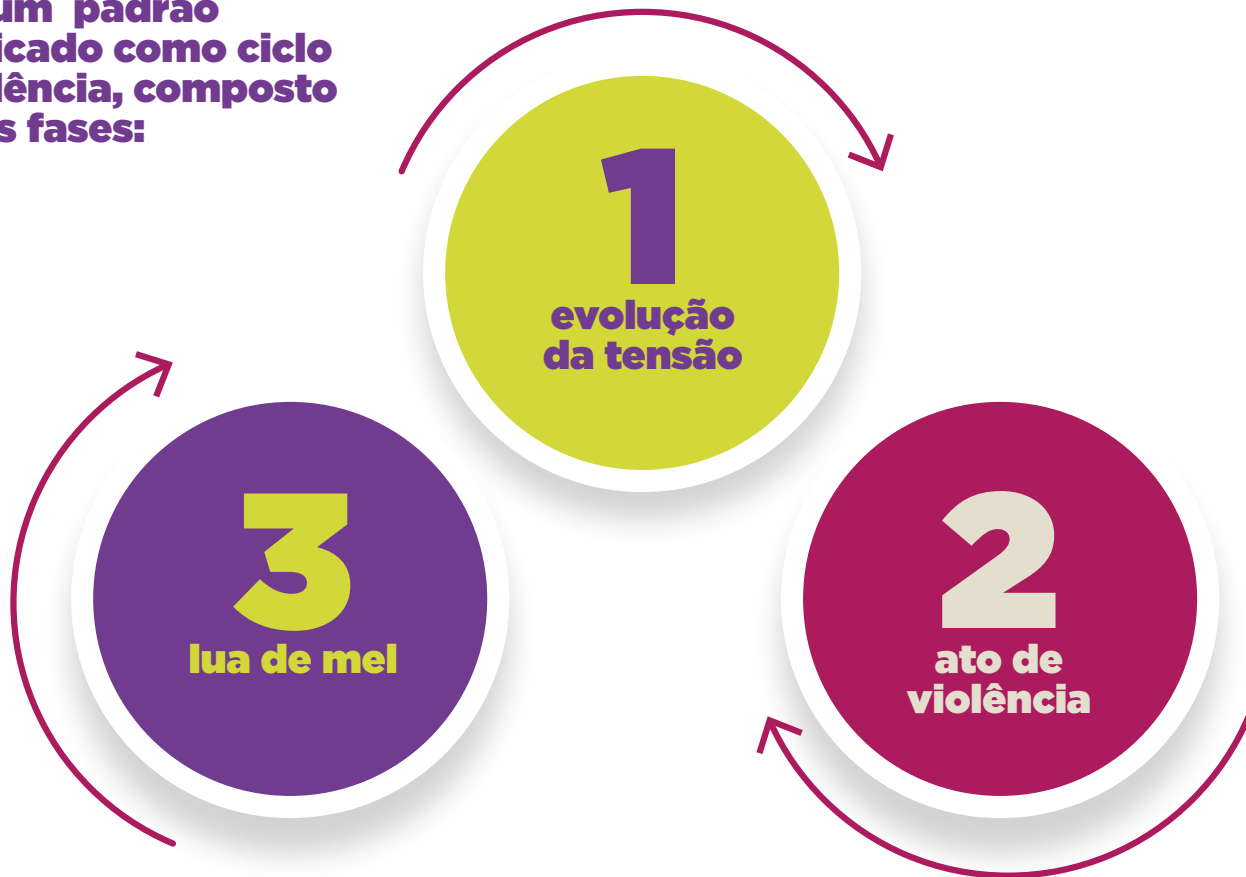 um padrão
icado como ciclo
lência, composto
s fases:
1
evolução
da tensão
3
lua de mel
2
ato de
violência